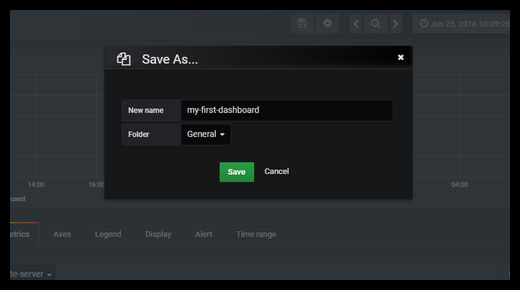 Jun 25, 2018 10:09:25
Save As...
New name my-first-dashboard
Folder General
Save Cancel
14:00 16:00 04:00
used
etrics Axes Legend Display Alert Time range
te-server